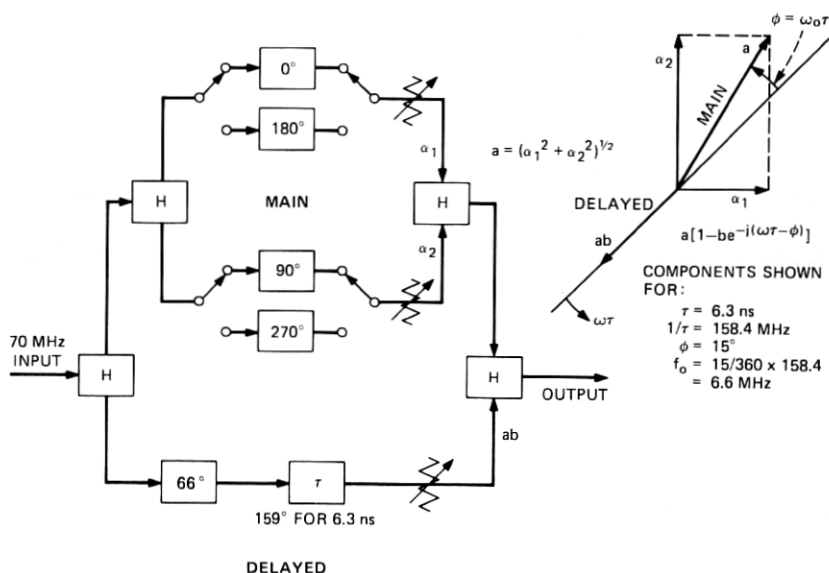 0°
180°
α₁
H
MAIN
H
α₂
90°
270°
70 MHz
INPUT
H
H
OUTPUT
ab
66°
τ
159° FOR 6.3 ns
DELAYED
a = (α₁² + α₂²)^1/2
ϕ = ω₀τ
a
α₂
MAIN
DELAYED
α₁
ab
a[1−be^−j(ωτ−ϕ)]
ωτ
COMPONENTS SHOWN
FOR:
τ = 6.3 ns
1/τ = 158.4 MHz
ϕ = 15°
f₀ = 15/360 x 158.4
= 6.6 MHz